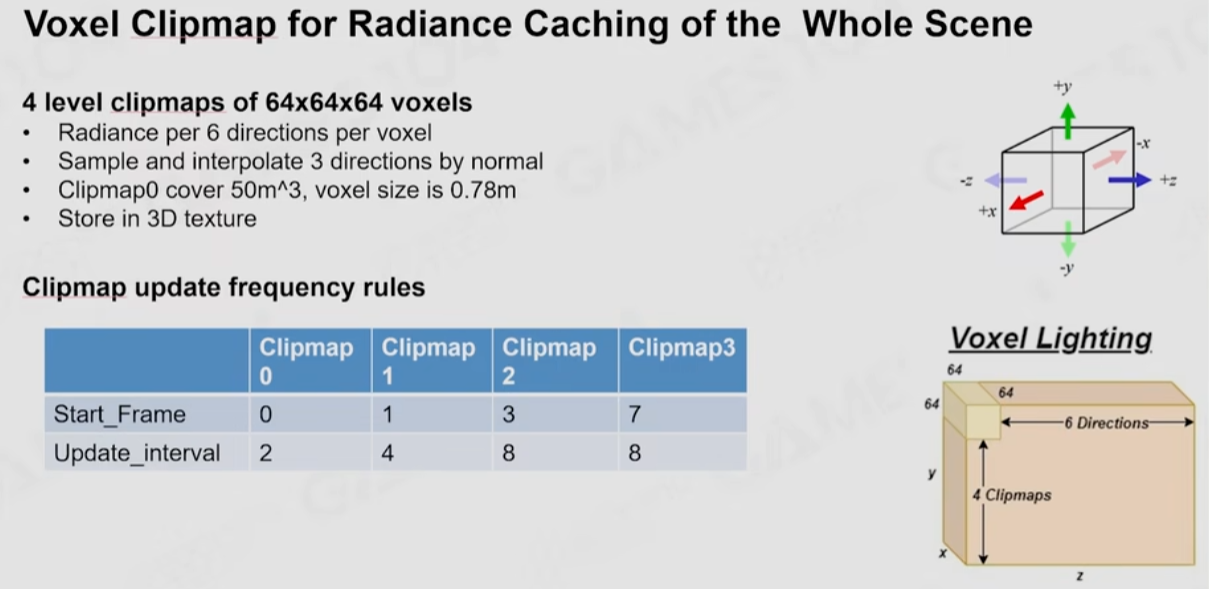 Voxel Clipmap for Radiance Caching of the Whole Scene
4 level clipmaps of 64x64x64 voxels
• Radiance per 6 directions per voxel
• Sample and interpolate 3 directions by normal
• Clipmap0 cover 50m^3, voxel size is 0.78m
• Store in 3D texture
+y
-x
-z
+z
+x
-y
Clipmap update frequency rules
Clipmap 0 Clipmap 1 Clipmap 2 Clipmap3
Start_Frame 0 1 3 7
Update_interval 2 4 8 8
Voxel Lighting
64
64
64
6 Directions
y
4 Clipmaps
x
z